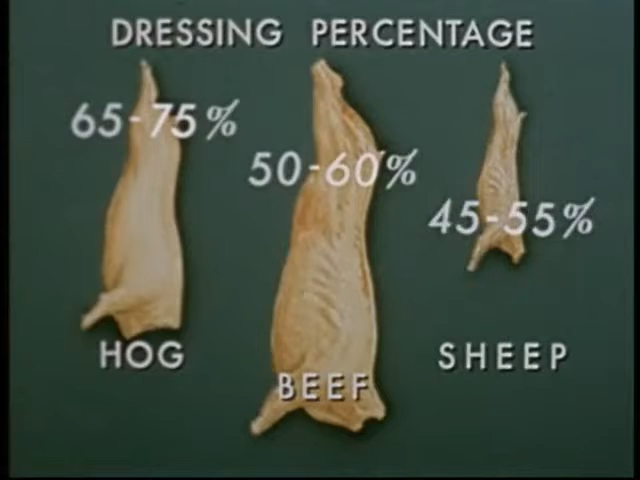 DRESSING PERCENTAGE
65-75%
50-60%
45-55%
HOG
BEEF
SHEEP